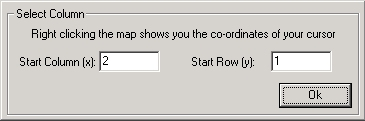 Select Column
Right clicking the map shows you the co-ordinates of your cursor
Start Column (x): 2 Start Row (y): 1
Ok